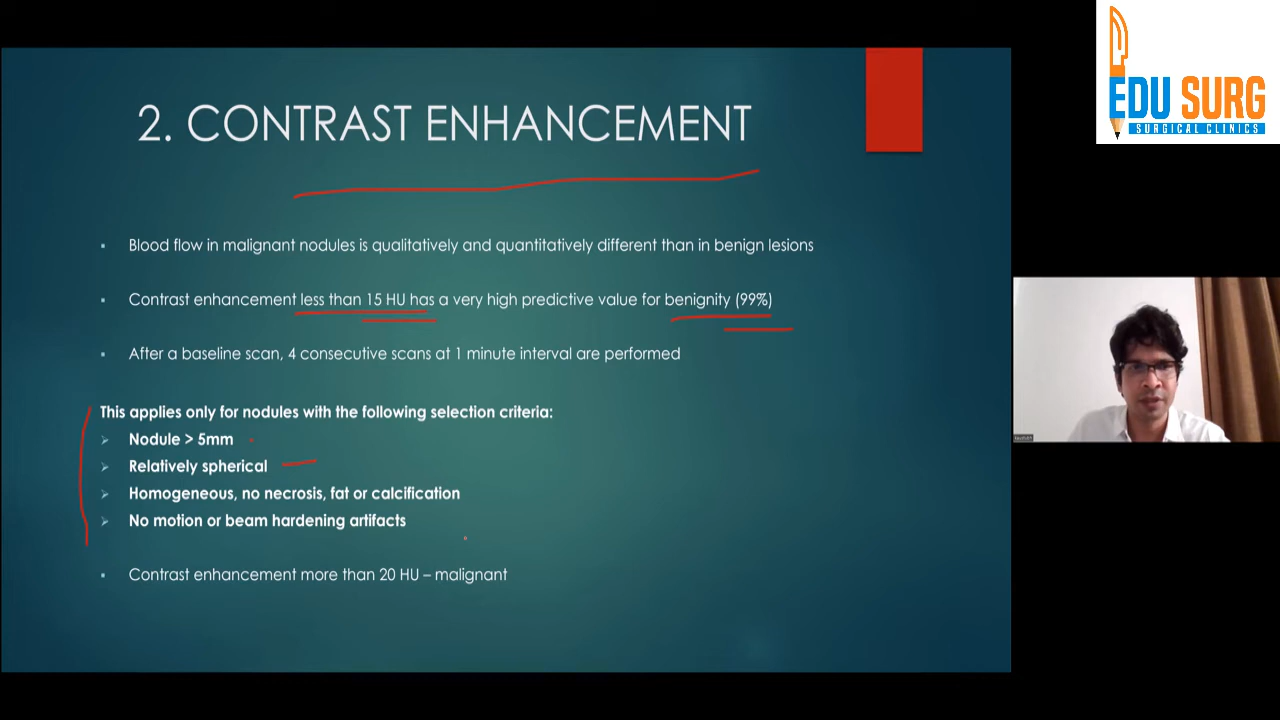 EDU SURG
SURGICAL CLINICS
2. CONTRAST ENHANCEMENT
▪ Blood flow in malignant nodules is qualitatively and quantitatively different than in benign lesions
▪ Contrast enhancement less than 15 HU has a very high predictive value for benignity (99%)
▪ After a baseline scan, 4 consecutive scans at 1 minute interval are performed
This applies only for nodules with the following selection criteria:
➢ Nodule > 5mm
➢ Relatively spherical
➢ Homogeneous, no necrosis, fat or calcification
➢ No motion or beam hardening artifacts
▪ Contrast enhancement more than 20 HU – malignant